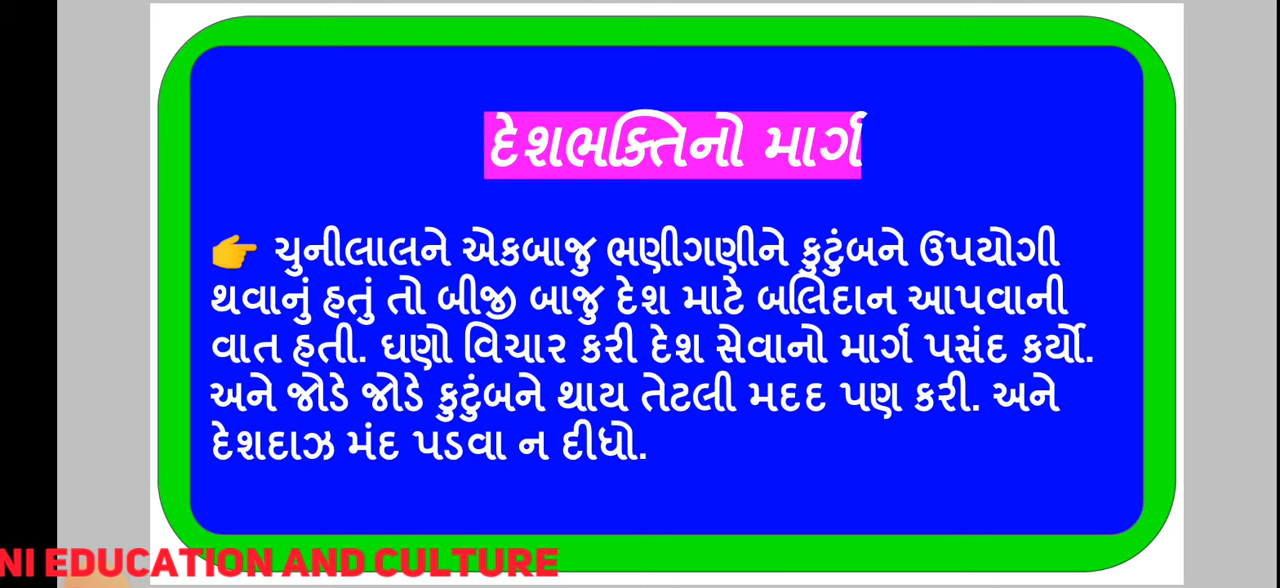 દેશભક્તિનો માર્ગ
👉 ચુનીલાલને એકબાજુ ભણીગણીને કુટુંબને ઉપયોગી
થવાનું હતું તો બીજી બાજુ દેશ માટે બલિદાન આપવાની
વાત હતી. ઘણો વિચાર કરી દેશ સેવાનો માર્ગ પસંદ કર્યો.
અને જોડે જોડે કુટુંબને થાય તેટલી મદદ પણ કરી. અને
દેશદાઝ મંદ પડવા ન દીધો.
NI EDUCATION AND CULTURE